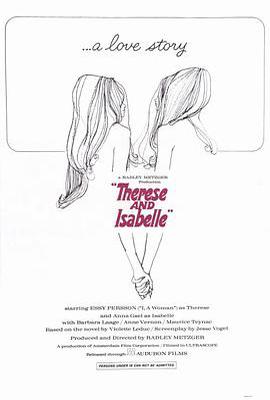 ...a love story
a RADLEY METZGER
Production
"Therese
AND
Isabelle"
starring ESSY PERSSON ("I, A Woman") as Therese
and Anna Gael as Isabelle
with Barbara Laage / Anne Vernon / Maurice Teynac
Based on the novel by Violette Leduc / Screenplay by Jesse Vogel
Produced and Directed by RADLEY METZGER
A production of Amsterdam Film Corporation / Filmed in ULTRASCOPE
Released through AUDUBON FILMS
PERSONS UNDER 18 CAN NOT BE ADMITTED